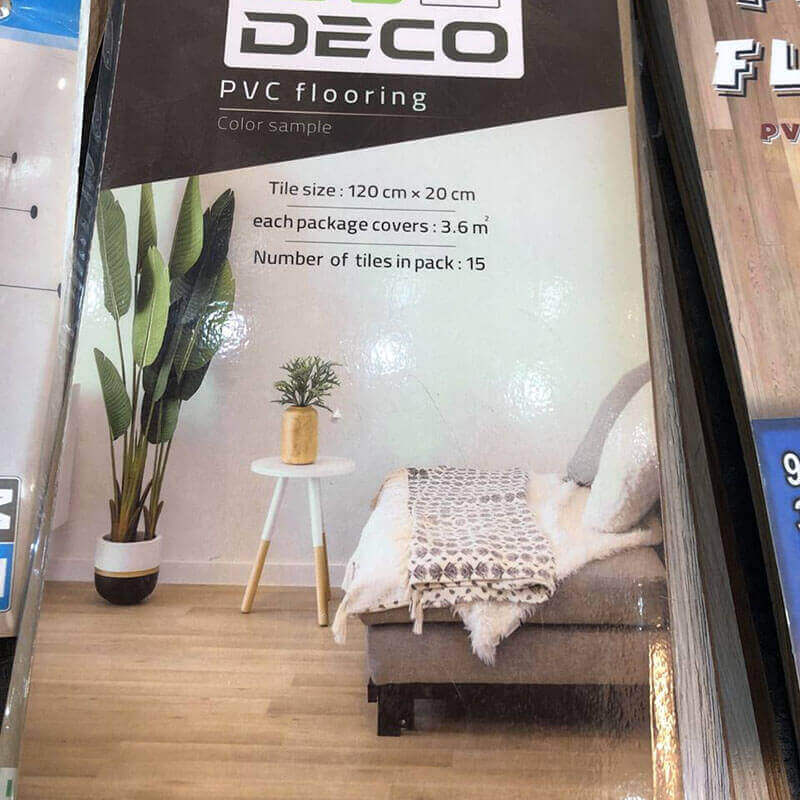 DECO
PVC flooring
Color sample
Tile size : 120 cm × 20 cm
each package covers : 3.6 m²
Number of tiles in pack : 15